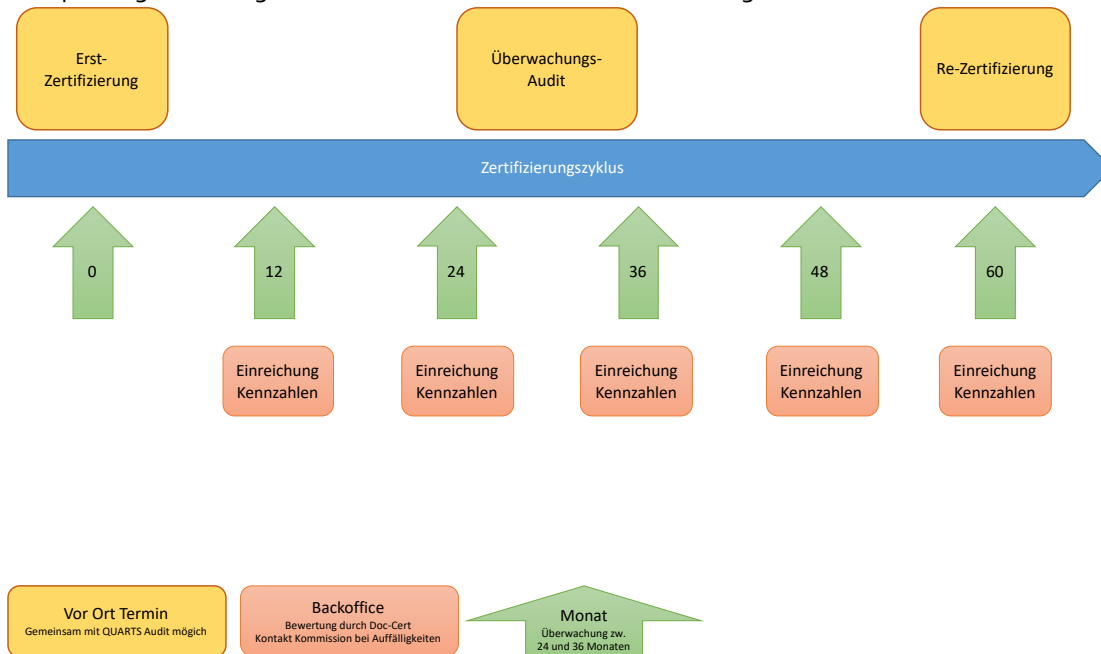 Erst-
Zertifizierung
Überwachungs-
Audit
Re-Zertifizierung
Zertifizierungszyklus
0
12
24
36
48
60
Einreichung
Kennzahlen
Einreichung
Kennzahlen
Einreichung
Kennzahlen
Einreichung
Kennzahlen
Einreichung
Kennzahlen
Vor Ort Termin
Gemeinsam mit QUARTS Audit mögich
Backoffice
Bewertung durch Doc-Cert
Kontakt Kommission bei Auffälligkeiten
Monat
Überwachung zw.
24 und 36 Monaten